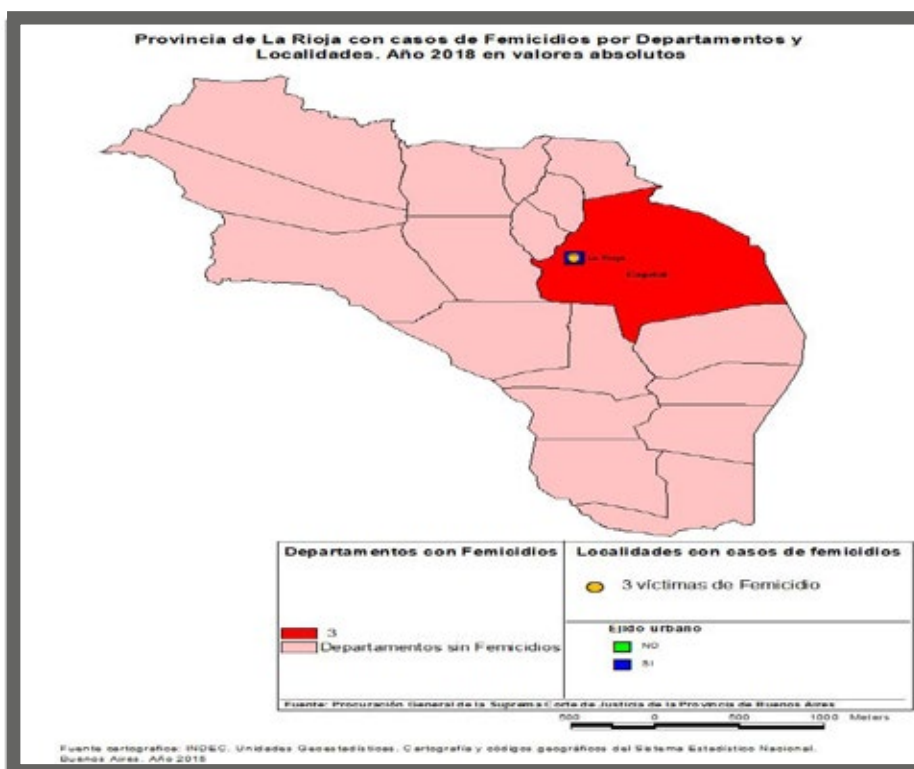 Provincia de La Rioja con casos de Femicidios por Departamentos y
Localidades. Año 2018 en valores absolutos
La Rioja
Capital
Departamentos con Femicidios
3
Departamentos sin Femicidios
Localidades con casos de femicidios
3 víctimas de Femicidio
Ejido urbano
NO
SI
Fuente: Procuración General de la Suprema Corte de Justicia de la Provincia de Buenos Aires
500 0 500 1000 Meters
Fuente cartografica: INDEC. Unidades Geoestadísticas. Cartografía y códigos geográficos del Sistema Estadístico Nacional.
Buenos Aires. Año 2015